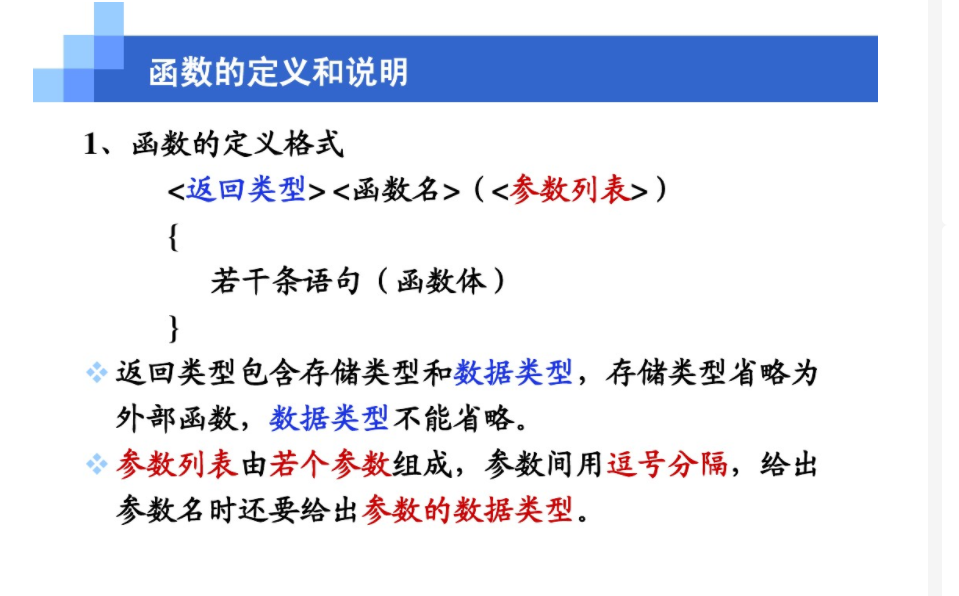 函数的定义和说明
1、函数的定义格式
<返回类型><函数名>（<参数列表>）
{
若干条语句（函数体）
}
返回类型包含存储类型和数据类型，存储类型省略为
外部函数，数据类型不能省略。
参数列表由若个参数组成，参数间用逗号分隔，给出
参数名时还要给出参数的数据类型。